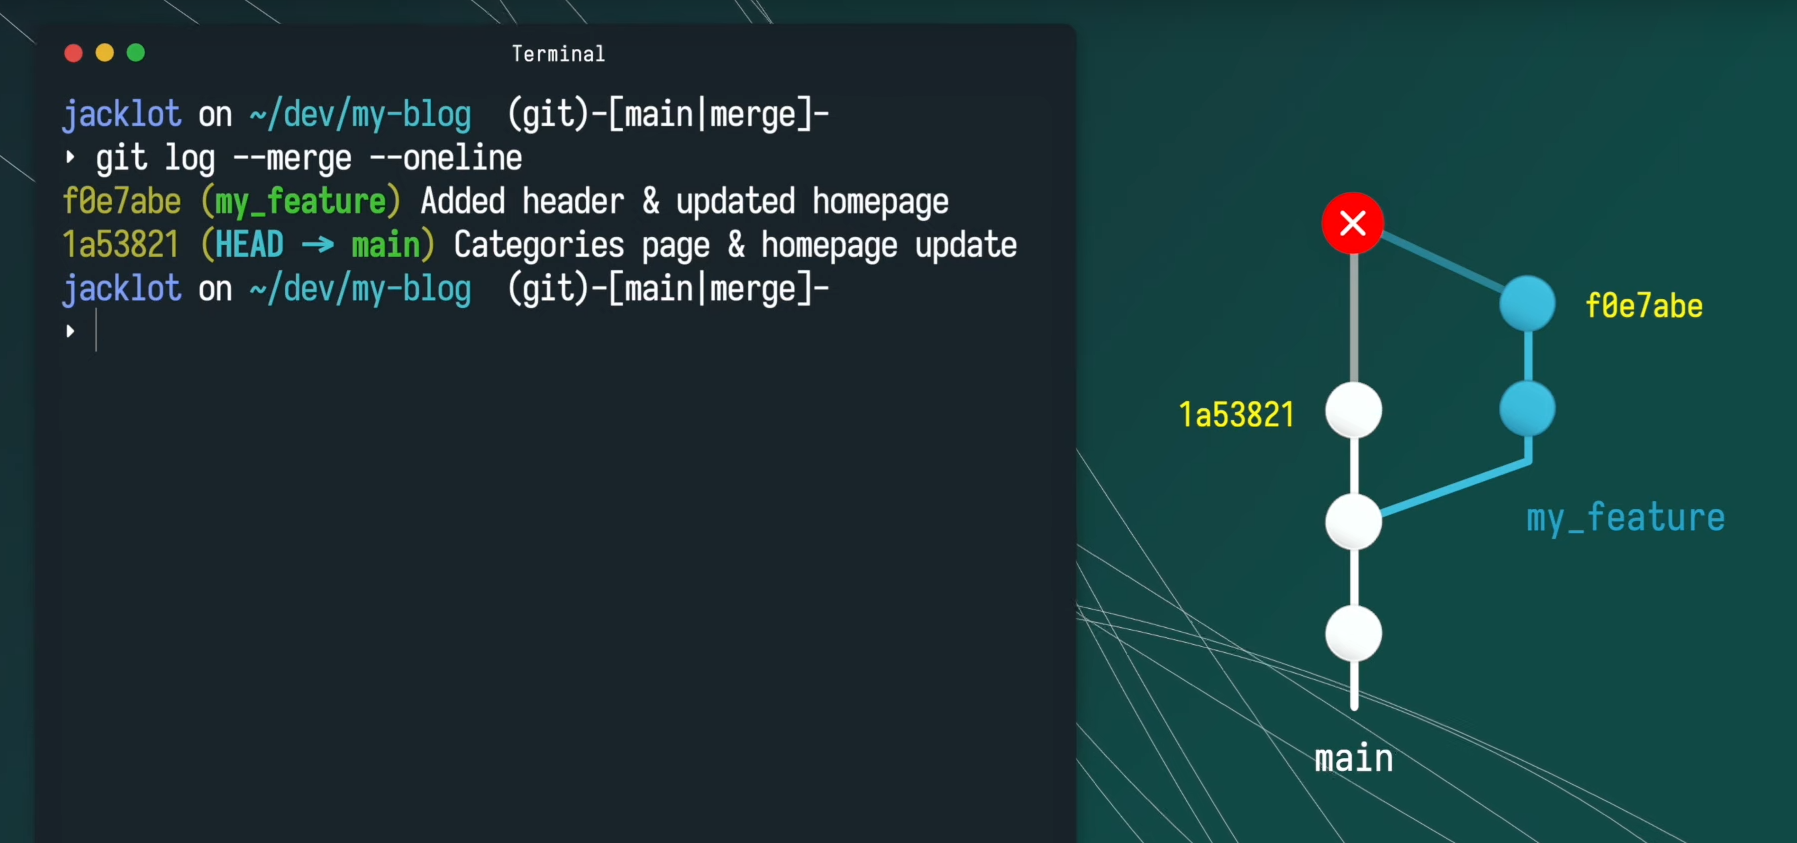 Terminal
jacklot on ~/dev/my-blog (git)-[main|merge]-
‣ git log --merge --oneline
f0e7abe (my_feature) Added header & updated homepage
1a53821 (HEAD -> main) Categories page & homepage update
jacklot on ~/dev/my-blog (git)-[main|merge]-
‣
f0e7abe
1a53821
my_feature
main